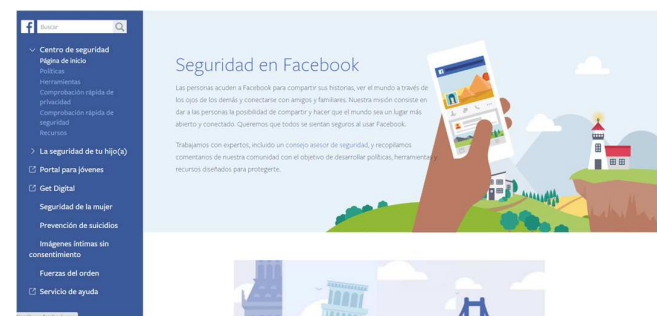 f Buscar
Centro de seguridad
Página de inicio
Políticas
Herramientas
Comprobación rápida de
privacidad
Comprobación rápida de
seguridad
Recursos
La seguridad de tu hijo(a)
Portal para jóvenes
Get Digital
Seguridad de la mujer
Prevención de suicidios
Imágenes íntimas sin
consentimiento
Fuerzas del orden
Servicio de ayuda
Seguridad en Facebook
Las personas acuden a Facebook para compartir sus historias, ver el mundo a través de
los ojos de los demás y conectarse con amigos y familiares. Nuestra misión consiste en
dar a las personas la posibilidad de compartir y hacer que el mundo sea un lugar más
abierto y conectado. Queremos que todos se sientan seguros al usar Facebook.
Trabajamos con expertos, incluido un consejo asesor de seguridad, y recopilamos
comentarios de nuestra comunidad con el objetivo de desarrollar políticas, herramientas y
recursos diseñados para protegerte.